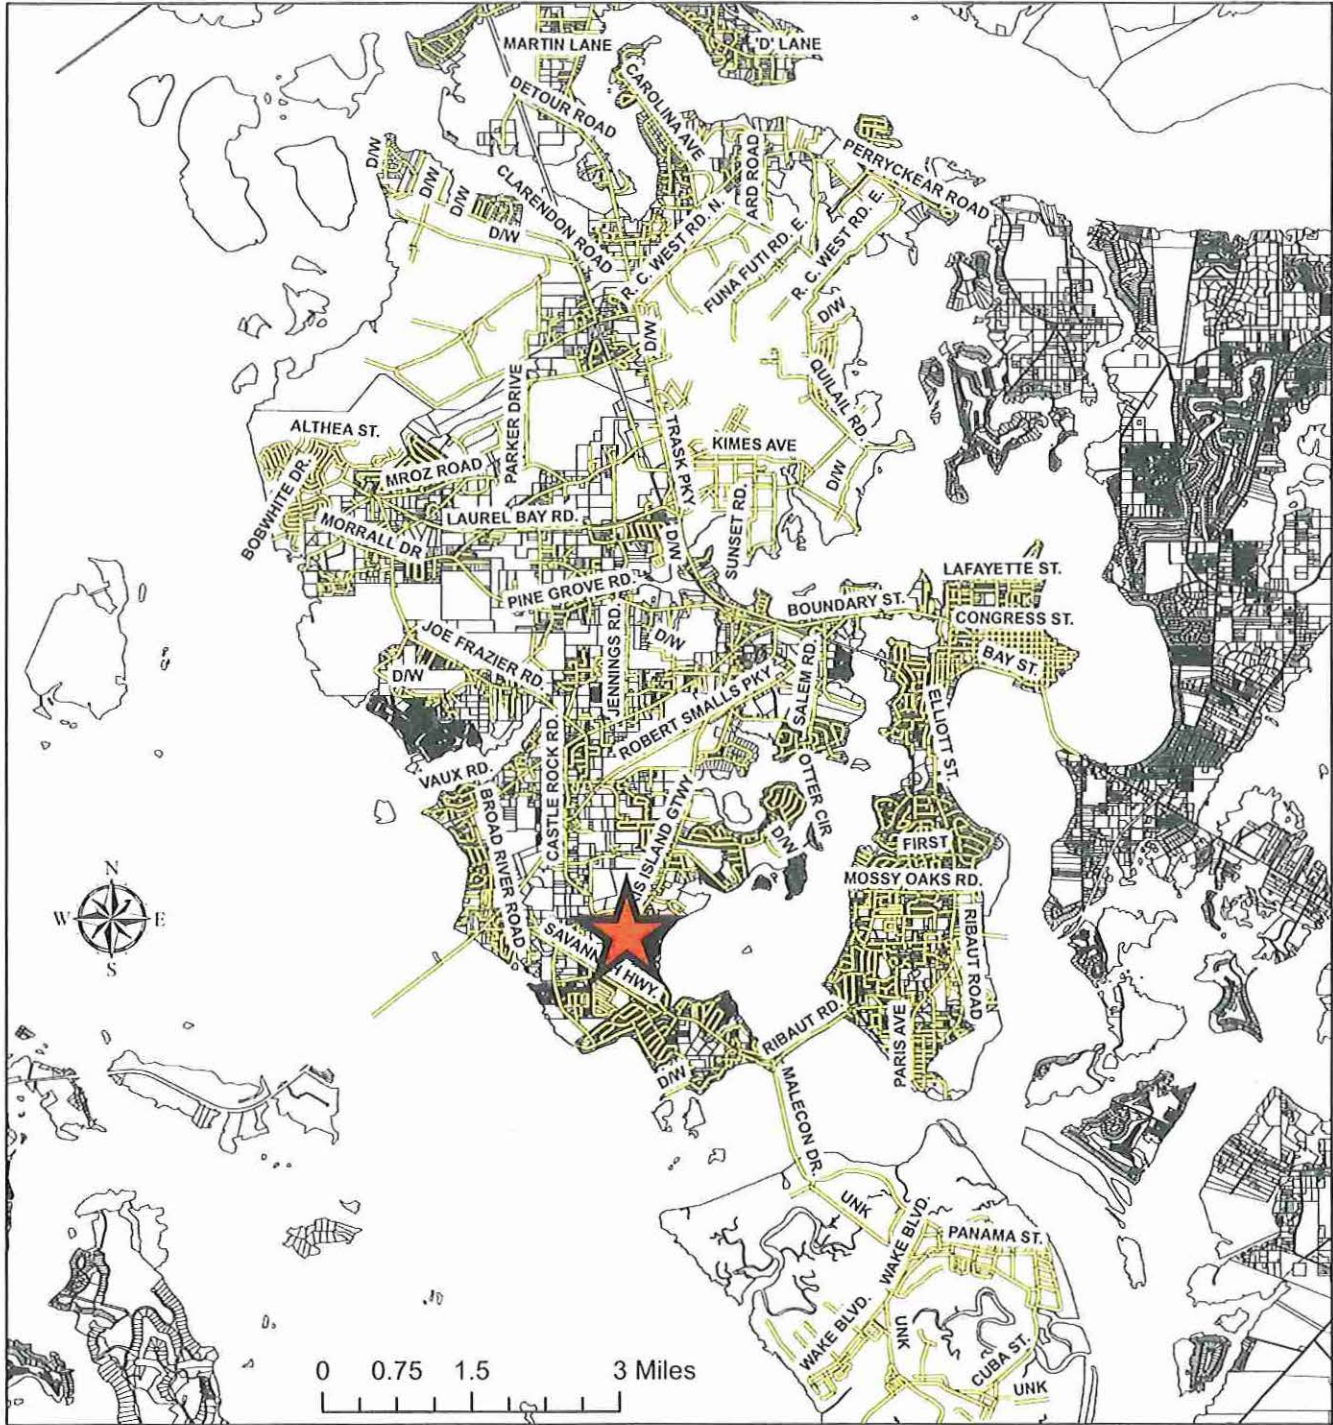 MARTIN LANE
'D' LANE
DETOUR ROAD
CAROLINA AVE
D/W
D/W
D/W
D/W
CLARENDON ROAD
R. C. WEST RD. N.
ARD ROAD
PERRYCKEAR ROAD
FUNA FUTI RD. E.
R. C. WEST RD. E.
D/W
D/W
PARKER DRIVE
QUILAIL RD.
TRASK PKY
ALTHEA ST.
KIMES AVE
MROZ ROAD
D/W
BOBWHITE DR.
LAUREL BAY RD.
SUNSET RD.
MORRALL DR
D/W
LAFAYETTE ST.
PINE GROVE RD.
BOUNDARY ST.
CONGRESS ST.
JOE FRAZIER RD.
JENNINGS RD.
D/W
BAY ST.
D/W
SALEM RD.
ROBERT SMALLS PKY
ELLIOTT ST.
CASTLE ROCK RD.
VAUX RD.
OTTER CIR
BROAD RIVER ROAD
IS ISLAND GTWY
D/W
FIRST
MOSSY OAKS RD.
N
W
E
S
SAVANN
H HWY.
RIBAUT ROAD
RIBAUT RD.
PARIS AVE
D/W
MALECON DR.
UNK
WAKE BLVD.
PANAMA ST.
WAKE BLVD.
UNK
CUBA ST.
UNK
0 0.75 1.5 3 Miles